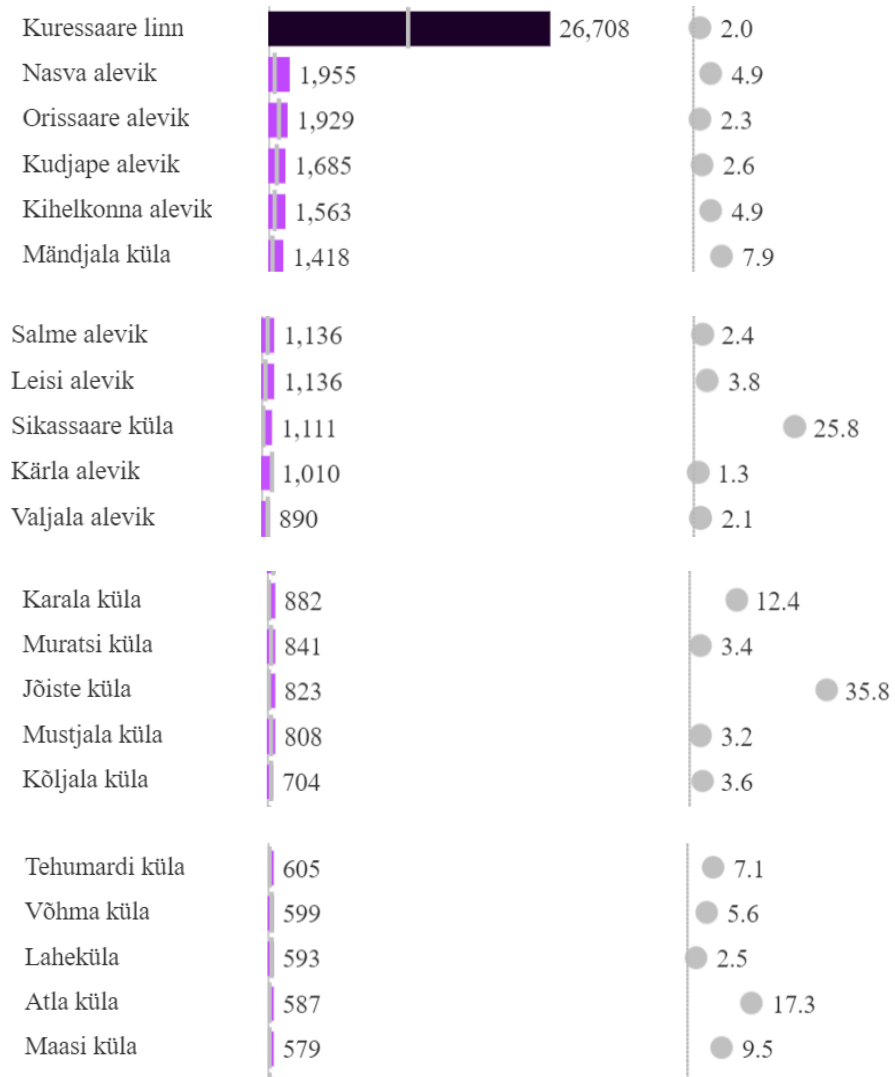 Kuressaare linn 26,708 2.0
Nasva alevik 1,955 4.9
Orissaare alevik 1,929 2.3
Kudjape alevik 1,685 2.6
Kihelkonna alevik 1,563 4.9
Mändjala küla 1,418 7.9
Salme alevik 1,136 2.4
Leisi alevik 1,136 3.8
Sikassaare küla 1,111 25.8
Kärla alevik 1,010 1.3
Valjala alevik 890 2.1
Karala küla 882 12.4
Muratsi küla 841 3.4
Jõiste küla 823 35.8
Mustjala küla 808 3.2
Kõljala küla 704 3.6
Tehumardi küla 605 7.1
Võhma küla 599 5.6
Laheküla 593 2.5
Atla küla 587 17.3
Maasi küla 579 9.5